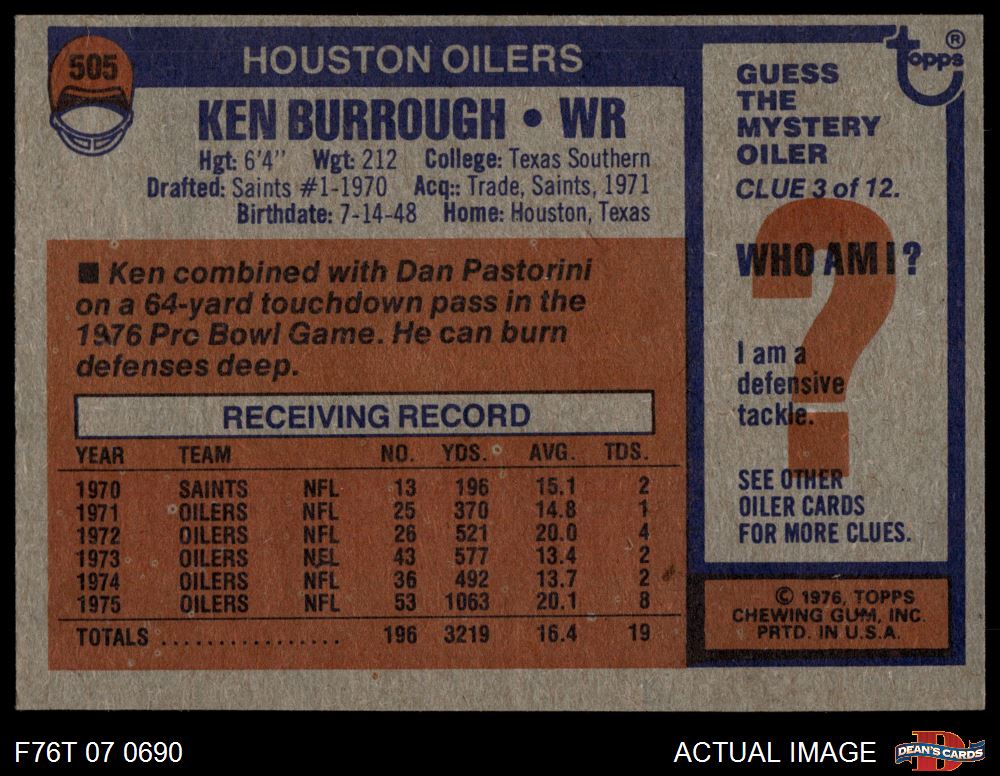 505
HOUSTON OILERS
KEN BURROUGH • WR
Hgt: 6'4" Wgt: 212 College: Texas Southern
Drafted: Saints #1-1970 Acq.: Trade, Saints, 1971
Birthdate: 7-14-48 Home: Houston, Texas
■ Ken combined with Dan Pastorini
on a 64-yard touchdown pass in the
1976 Pro Bowl Game. He can burn
defenses deep.
RECEIVING RECORD
YEAR TEAM NO. YDS. AVG. TDS.
1970 SAINTS NFL 13 196 15.1 2
1971 OILERS NFL 25 370 14.8 1
1972 OILERS NFL 26 521 20.0 4
1973 OILERS NFL 43 577 13.4 2
1974 OILERS NFL 36 492 13.7 2
1975 OILERS NFL 53 1063 20.1 8
TOTALS ................. 196 3219 16.4 19
topps ®
GUESS
THE
MYSTERY
OILER
CLUE 3 of 12.
?
WHO AM I?
I am a
defensive
tackle.
SEE OTHER
OILER CARDS
FOR MORE CLUES.
© 1976, TOPPS
CHEWING GUM, INC.
PRTD. IN U.S.A.
F76T 07 0690
ACTUAL IMAGE
D
DEAN'S CARDS